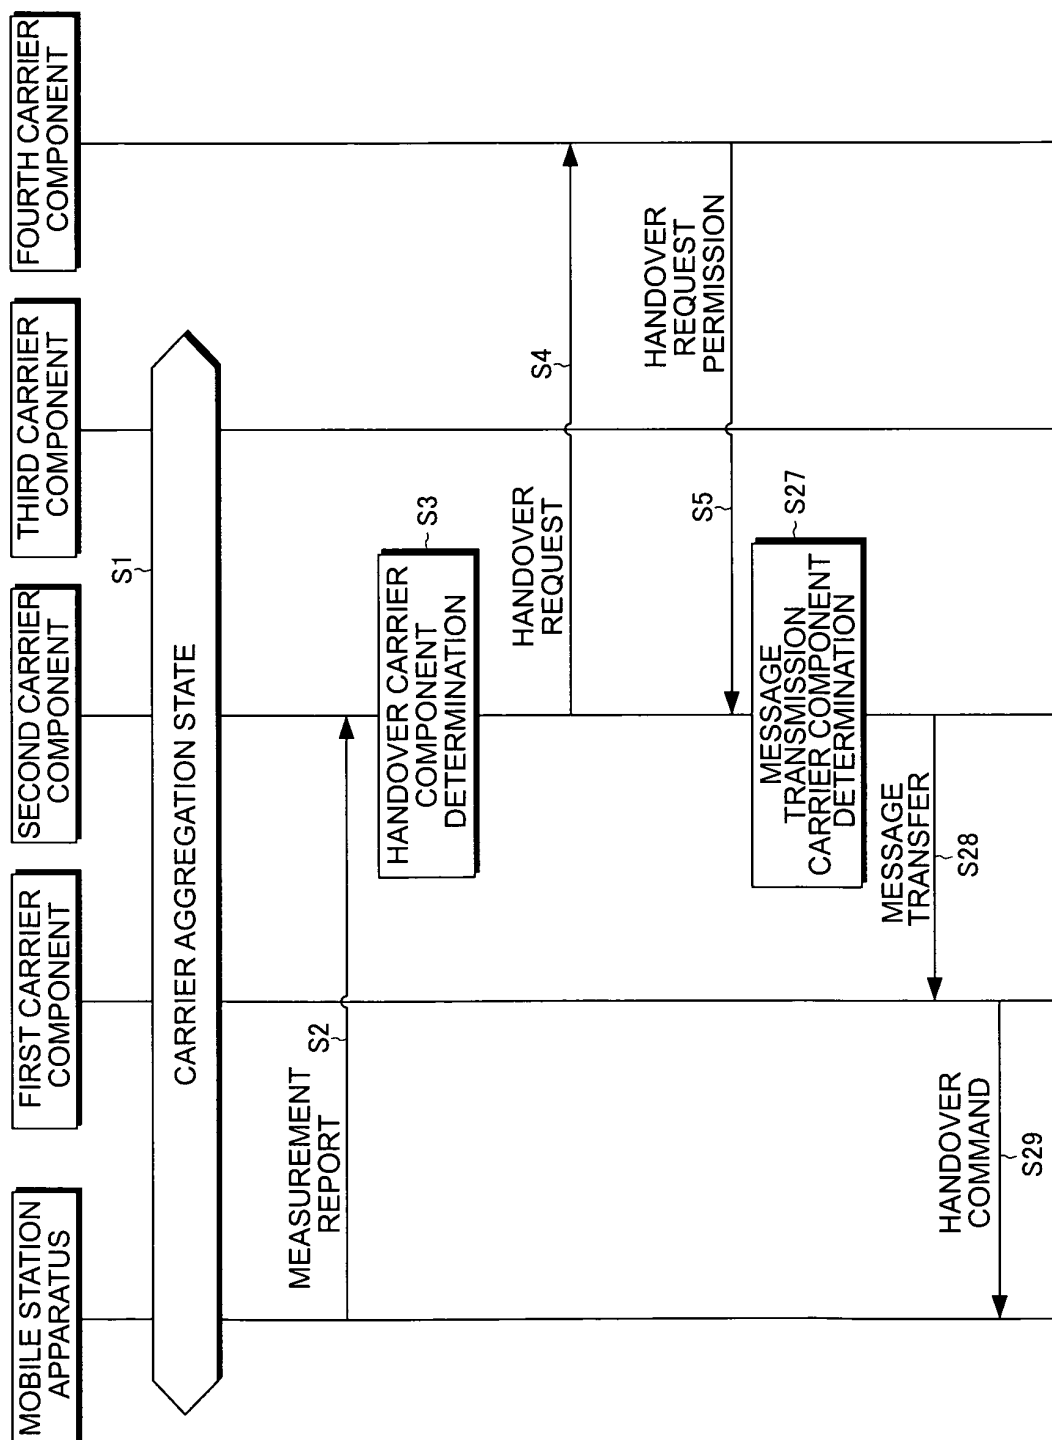 MOBILE STATION
APPARATUS
FIRST CARRIER
COMPONENT
SECOND CARRIER
COMPONENT
THIRD CARRIER
COMPONENT
FOURTH CARRIER
COMPONENT
S1
CARRIER AGGREGATION STATE
MEASUREMENT
REPORT
S2
HANDOVER CARRIER
COMPONENT
DETERMINATION
S3
HANDOVER
REQUEST
S4
HANDOVER
REQUEST
PERMISSION
S5
MESSAGE
TRANSMISSION
CARRIER COMPONENT
DETERMINATION
S27
MESSAGE
TRANSFER
S28
HANDOVER
COMMAND
S29